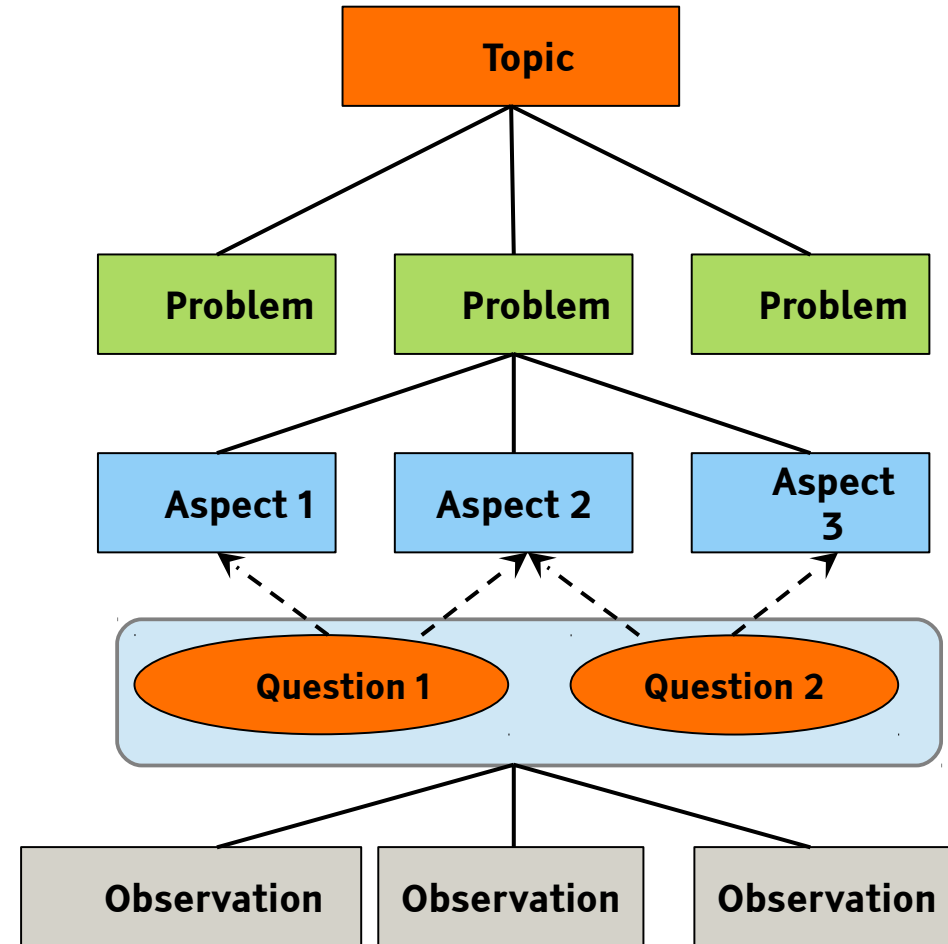 Topic
Problem
Problem
Problem
Aspect 1
Aspect 2
Aspect
3
Question 1
Question 2
Observation
Observation
Observation